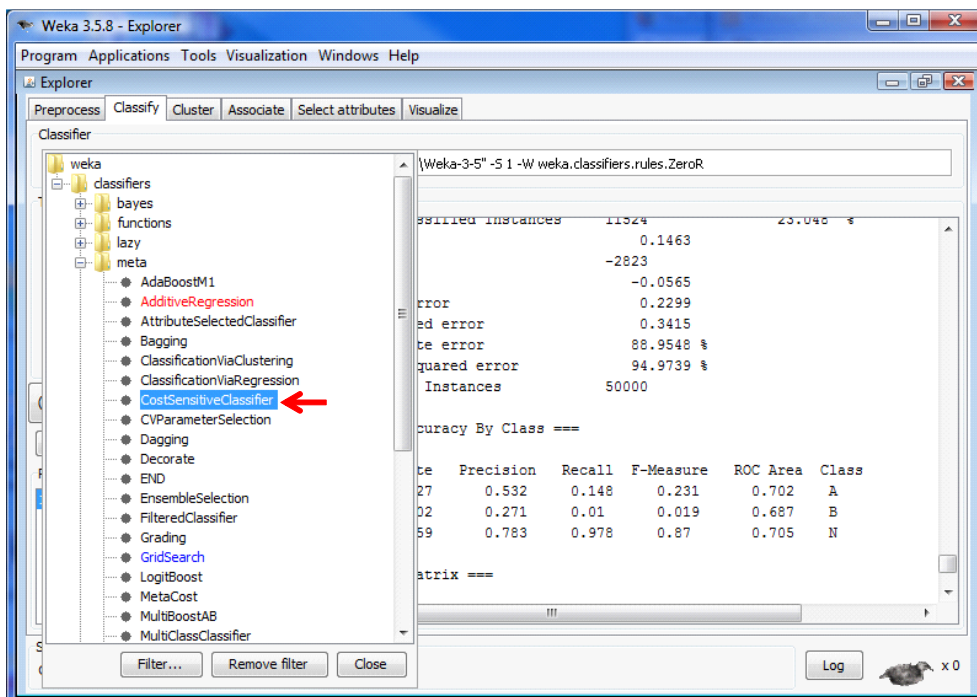 Weka 3.5.8 - Explorer
Program Applications Tools Visualization Windows Help
Explorer
Preprocess Classify Cluster Associate Select attributes Visualize
Classifier
weka
classifiers
bayes
functions
lazy
meta
AdaBoostM1
AdditiveRegression
AttributeSelectedClassifier
Bagging
ClassificationViaClustering
ClassificationViaRegression
CostSensitiveClassifier
CVParameterSelection
Dagging
Decorate
END
EnsembleSelection
FilteredClassifier
Grading
GridSearch
LogitBoost
MetaCost
MultiBoostAB
MultiClassClassifier
Filter... Remove filter Close
\Weka-3-5" -S 1 -W weka.classifiers.rules.ZeroR
ssified Instances 11524 23.048 %
0.1463
-2823
-0.0565
rror 0.2299
ed error 0.3415
te error 88.9548 %
quared error 94.9739 %
Instances 50000
curacy By Class ===
te Precision Recall F-Measure ROC Area Class
27 0.532 0.148 0.231 0.702 A
02 0.271 0.01 0.019 0.687 B
59 0.783 0.978 0.87 0.705 N
atrix ===
Log x 0